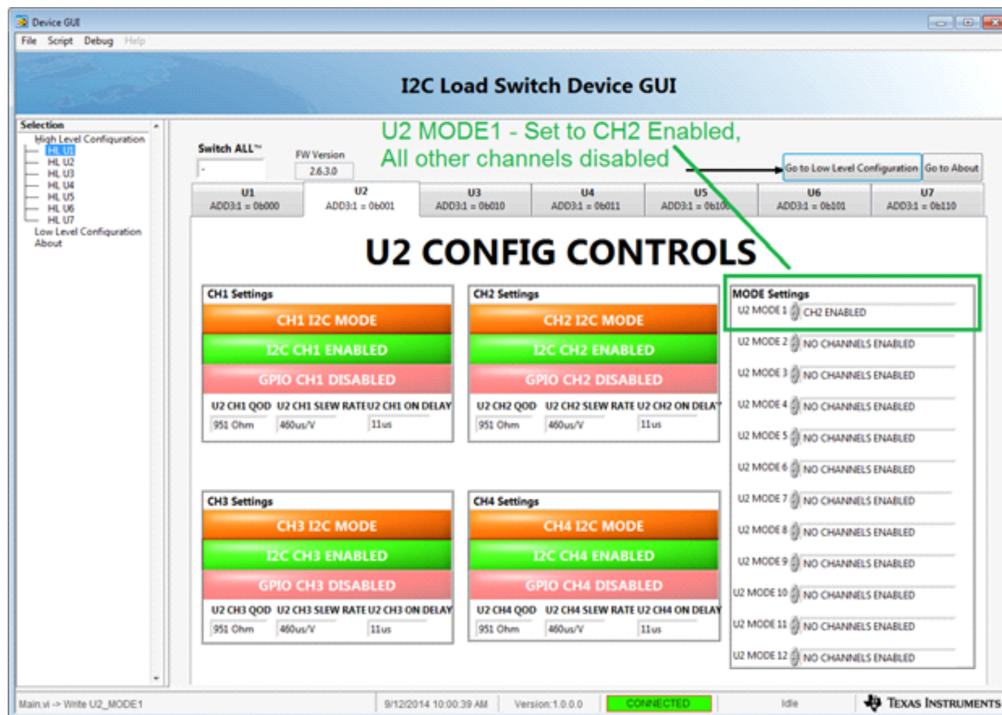 Device GUI
File Script Debug Help
I2C Load Switch Device GUI
Selection
High Level Configuration
HL U1
HL U2
HL U3
HL U4
HL U5
HL U6
HL U7
Low Level Configuration
About
U2 MODE1 - Set to CH2 Enabled,
All other channels disabled
Switch ALL™
-
FW Version
2.6.3.0
Go to Low Level Configuration Go to About
U1 U2 U3 U4 U5 U6 U7
ADD3:1 = 0b000 ADD3:1 = 0b001 ADD3:1 = 0b010 ADD3:1 = 0b011 ADD3:1 = 0b100 ADD3:1 = 0b101 ADD3:1 = 0b110
U2 CONFIG CONTROLS
CH1 Settings
CH1 I2C MODE
I2C CH1 ENABLED
GPIO CH1 DISABLED
U2 CH1 QOD U2 CH1 SLEW RATE U2 CH1 ON DELAY
951 Ohm 460us/V 11us
CH2 Settings
CH2 I2C MODE
I2C CH2 ENABLED
GPIO CH2 DISABLED
U2 CH2 QOD U2 CH2 SLEW RATE U2 CH2 ON DELAY
951 Ohm 460us/V 11us
CH3 Settings
CH3 I2C MODE
I2C CH3 ENABLED
GPIO CH3 DISABLED
U2 CH3 QOD U2 CH3 SLEW RATE U2 CH3 ON DELAY
951 Ohm 460us/V 11us
CH4 Settings
CH4 I2C MODE
I2C CH4 ENABLED
GPIO CH4 DISABLED
U2 CH4 QOD U2 CH4 SLEW RATE U2 CH4 ON DELAY
951 Ohm 460us/V 11us
MODE Settings
U2 MODE 1 CH2 ENABLED
U2 MODE 2 NO CHANNELS ENABLED
U2 MODE 3 NO CHANNELS ENABLED
U2 MODE 4 NO CHANNELS ENABLED
U2 MODE 5 NO CHANNELS ENABLED
U2 MODE 6 NO CHANNELS ENABLED
U2 MODE 7 NO CHANNELS ENABLED
U2 MODE 8 NO CHANNELS ENABLED
U2 MODE 9 NO CHANNELS ENABLED
U2 MODE 10 NO CHANNELS ENABLED
U2 MODE 11 NO CHANNELS ENABLED
U2 MODE 12 NO CHANNELS ENABLED
Main.vi -> Write U2_MODE1 9/12/2014 10:00:39 AM Version:1.0.0.0 CONNECTED Idle TEXAS INSTRUMENTS